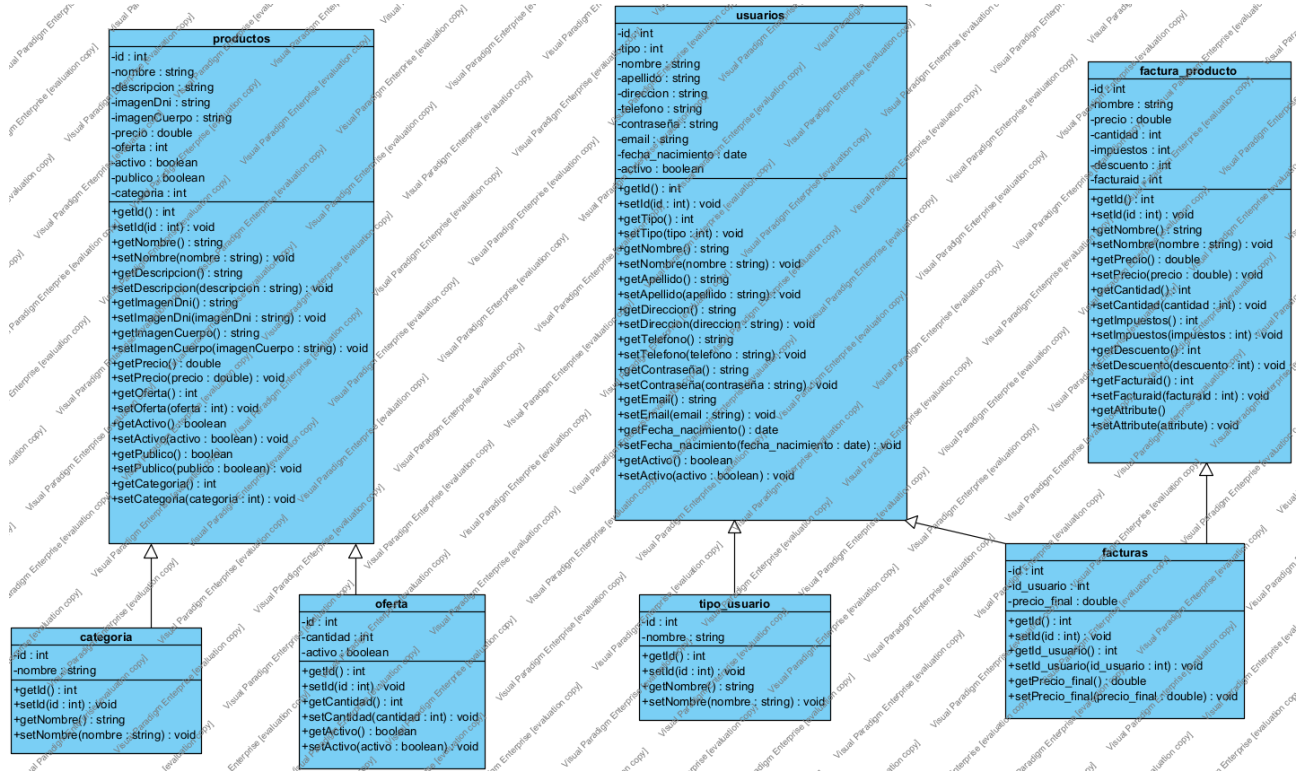 productos
-id : int
-nombre : string
-descripcion : string
-imagenDni : string
-imagenCuerpo : string
-precio : double
-oferta : int
-activo : boolean
-publico : boolean
-categoria : int
+getId() : int
+setId(id : int) : void
+getNombre() : string
+setNombre(nombre : string) : void
+getDescripcion() : string
+setDescripcion(descripcion : string) : void
+getImagenDni() : string
+setImagenDni(imagenDni : string) : void
+getImagenCuerpo() : string
+setImagenCuerpo(imagenCuerpo : string) : void
+getPrecio() : double
+setPrecio(precio : double) : void
+getOferta() : int
+setOferta(oferta : int) : void
+getActivo() : boolean
+setActivo(activo : boolean) : void
+getPublico() : boolean
+setPublico(publico : boolean) : void
+getCategoria() : int
+setCategoria(categoria : int) : void
usuarios
-id : int
-tipo : int
-nombre : string
-apellido : string
-direccion : string
-telefono : string
-contraseña : string
-email : string
-fecha_nacimiento : date
-activo : boolean
+getId() : int
+setId(id : int) : void
+getTipo() : int
+setTipo(tipo : int) : void
+getNombre() : string
+setNombre(nombre : string) : void
+getApellido() : string
+setApellido(apellido : string) : void
+getDireccion() : string
+setDireccion(direccion : string) : void
+getTelefono() : string
+setTelefono(telefono : string) : void
+getContraseña() : string
+setContraseña(contraseña : string) : void
+getEmail() : string
+setEmail(email : string) : void
+getFecha_nacimiento() : date
+setFecha_nacimiento(fecha_nacimiento : date) : void
+getActivo() : boolean
+setActivo(activo : boolean) : void
factura_producto
-id : int
-nombre : string
-precio : double
-cantidad : int
-impuestos : int
-descuento : int
-facturaid : int
+getId() : int
+setId(id : int) : void
+getNombre() : string
+setNombre(nombre : string) : void
+getPrecio() : double
+setPrecio(precio : double) : void
+getCantidad() : int
+setCantidad(cantidad : int) : void
+getImpuestos() : int
+setImpuestos(impuestos : int) : void
+getDescuento() : int
+setDescuento(descuento : int) : void
+getFacturaid() : int
+setFacturaid(facturaid : int) : void
+getAttribute()
+setAttribute(attribute) : void
categoria
-id : int
-nombre : string
+getId() : int
+setId(id : int) : void
+getNombre() : string
+setNombre(nombre : string) : void
oferta
-id : int
-cantidad : int
-activo : boolean
+getId() : int
+setId(id : int) : void
+getCantidad() : int
+setCantidad(cantidad : int) : void
+getActivo() : boolean
+setActivo(activo : boolean) : void
tipo_usuario
-id : int
-nombre : string
+getId() : int
+setId(id : int) : void
+getNombre() : string
+setNombre(nombre : string) : void
facturas
-id : int
-id_usuario : int
-precio_final : double
+getId() : int
+setId(id : int) : void
+getId_usuario() : int
+setId_usuario(id_usuario : int) : void
+getPrecio_final() : double
+setPrecio_final(precio_final : double) : void
Visual Paradigm Enterprise [evaluation copy]